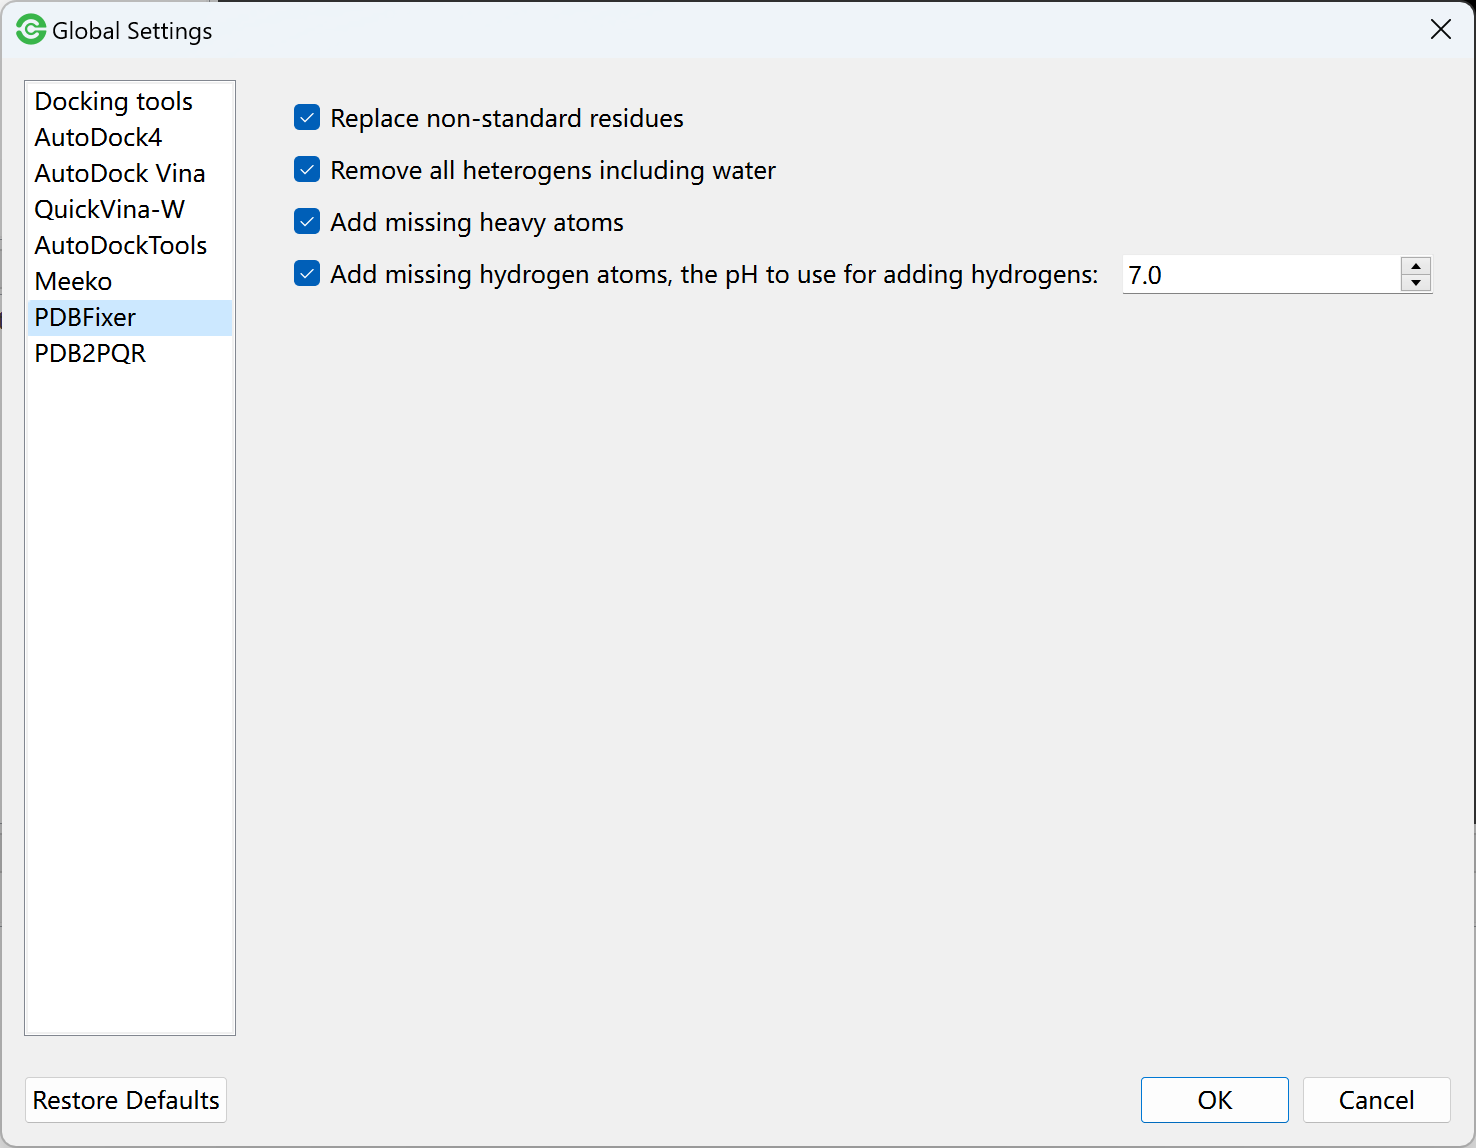 Global Settings
Docking tools
AutoDock4
AutoDock Vina
QuickVina-W
AutoDockTools
Meeko
PDBFixer
PDB2PQR
Replace non-standard residues
Remove all heterogens including water
Add missing heavy atoms
Add missing hydrogen atoms, the pH to use for adding hydrogens: 7.0
Restore Defaults
OK
Cancel